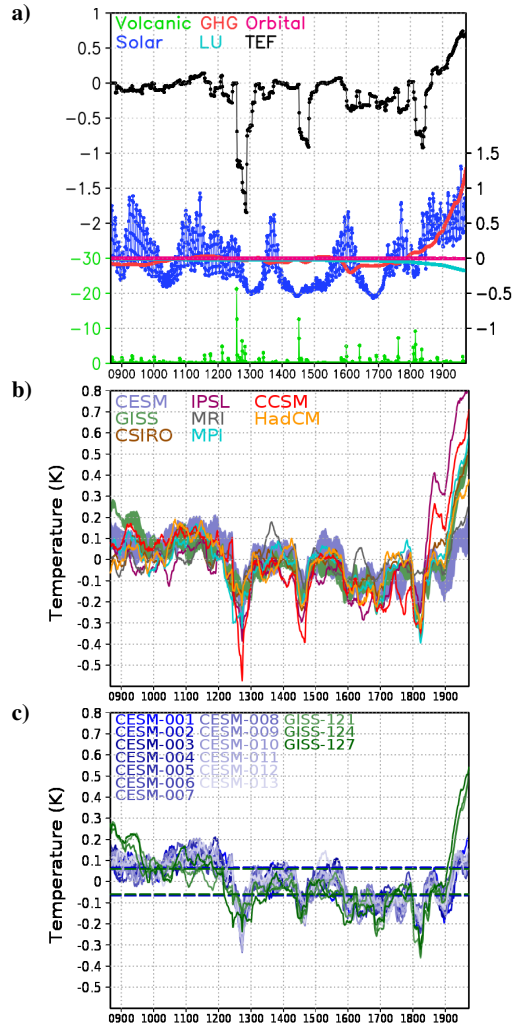 a)
Volcanic GHG Orbital
Solar LU TEF
1
0.5
0
−0.5
−1
−1.5
−2
−30
−20
−10
0
1.5
1
0.5
0
−0.5
−1
0900 1000 1100 1200 1300 1400 1500 1600 1700 1800 1900
b)
Temperature (K)
CESM IPSL CCSM
GISS MRI HadCM
CSIRO MPI
0.8
0.7
0.6
0.5
0.4
0.3
0.2
0.1
0
-0.1
-0.2
-0.3
-0.4
-0.5
0900 1000 1100 1200 1300 1400 1500 1600 1700 1800 1900
c)
Temperature (K)
CESM-001 CESM-008 GISS-121
CESM-002 CESM-009 GISS-124
CESM-003 CESM-010 GISS-127
CESM-004 CESM-011
CESM-005 CESM-012
CESM-006 CESM-013
CESM-007
0.8
0.7
0.6
0.5
0.4
0.3
0.2
0.1
0
-0.1
-0.2
-0.3
-0.4
-0.5
0900 1000 1100 1200 1300 1400 1500 1600 1700 1800 1900